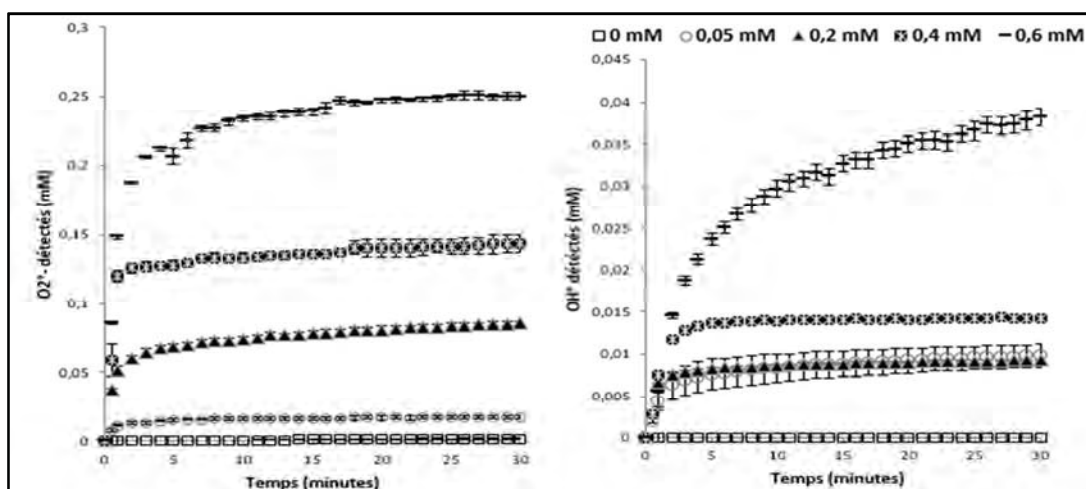 0,3
0,25
0,2
0,15
0,1
0,05
0
O2°- détectés (mM)
0 5 10 15 20 25 30
Temps (minutes)
0 mM 0,05 mM 0,2 mM 0,4 mM 0,6 mM
0,045
0,04
0,035
0,03
0,025
0,02
0,015
0,01
0,005
0
OH° détéctés (mM)
0 5 10 15 20 25 30
Temps (minutes)